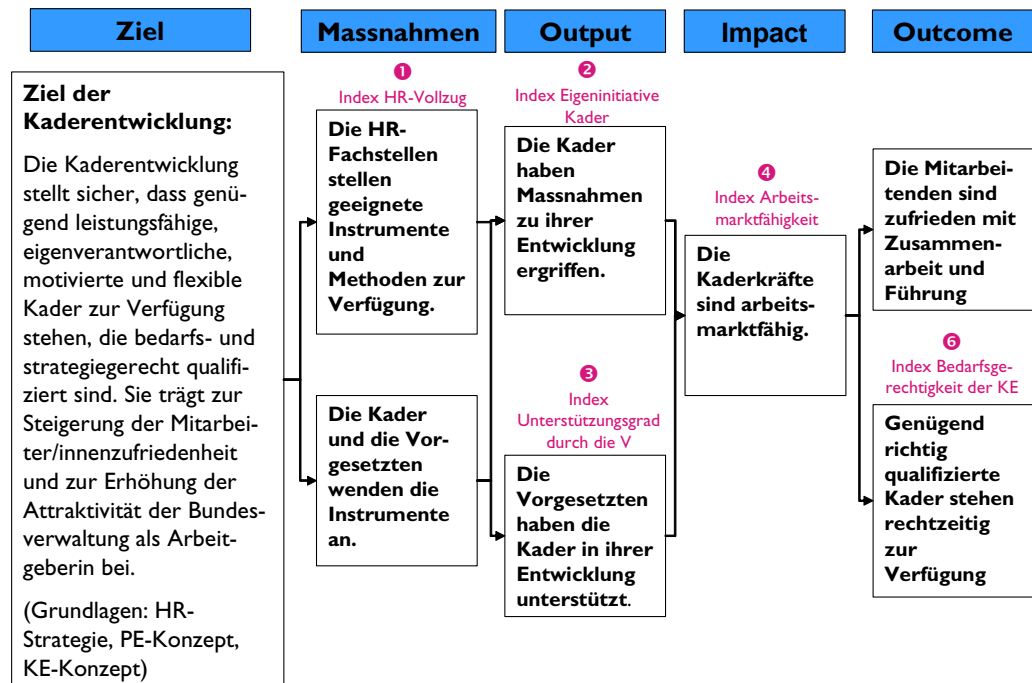 Ziel
Massnahmen
Output
Impact
Outcome
Ziel der
Kaderentwicklung:
Die Kaderentwicklung
stellt sicher, dass genü-
gend leistungsfähige,
eigenverantwortliche,
motivierte und flexible
Kader zur Verfügung
stehen, die bedarfs- und
strategiegerecht qualifi-
ziert sind. Sie trägt zur
Steigerung der Mitarbei-
ter/innenzufriedenheit
und zur Erhöhung der
Attraktivität der Bundes-
verwaltung als Arbeit-
geberin bei.
(Grundlagen: HR-
Strategie, PE-Konzept,
KE-Konzept)
❶
Index HR-Vollzug
Die HR-
Fachstellen
stellen
geeignete
Instrumente
und
Methoden zur
Verfügung.
Die Kader
und die Vor-
gesetzten
wenden die
Instrumente
an.
❷
Index Eigeninitiative
Kader
Die Kader
haben
Massnahmen
zu ihrer
Entwicklung
ergriffen.
❸
Index
Unterstützungsgrad
durch die V
Die
Vorgesetzten
haben die
Kader in ihrer
Entwicklung
unterstützt.
❹
Index Arbeits-
marktfähigkeit
Die
Kaderkräfte
sind arbeits-
marktfähig.
Die Mitarbei-
tenden sind
zufrieden mit
Zusammen-
arbeit und
Führung
❻
Index Bedarfsge-
rechtigkeit der KE
Genügend
richtig
qualifizierte
Kader stehen
rechtzeitig
zur
Verfügung